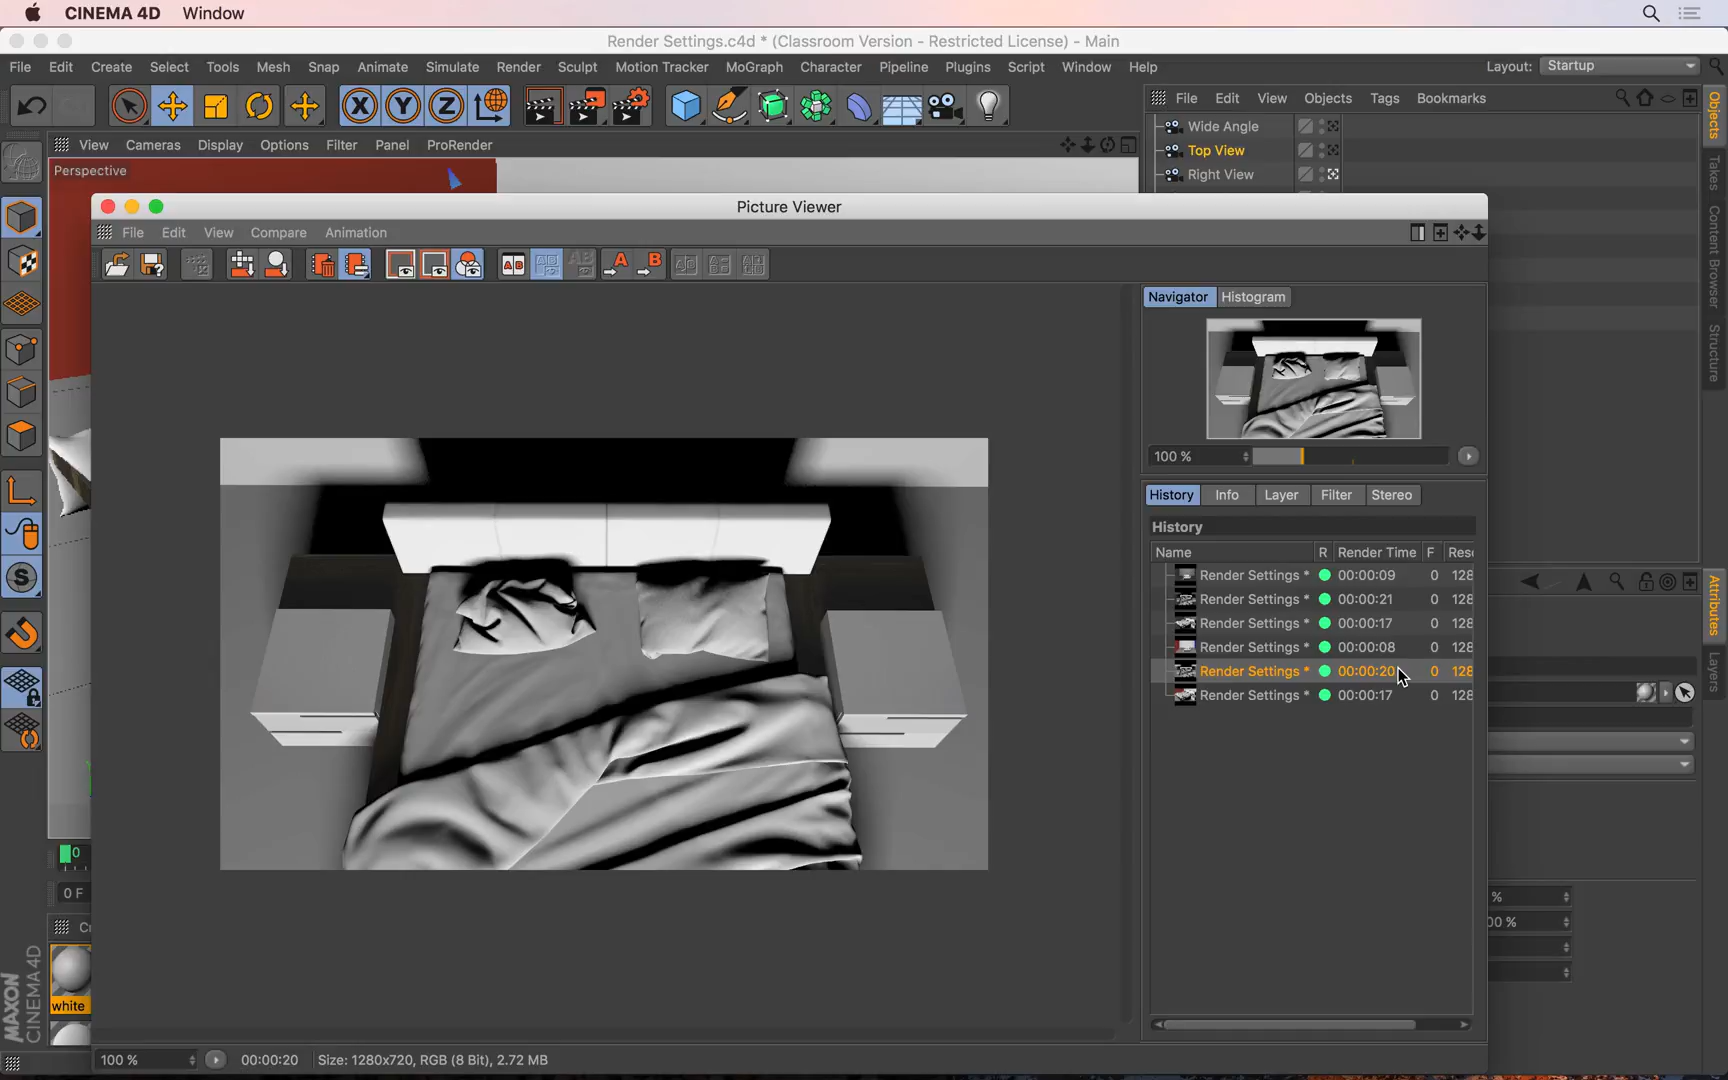 CINEMA 4D Window
Render Settings.c4d * (Classroom Version - Restricted License) - Main
File Edit Create Select Tools Mesh Snap Animate Simulate Render Sculpt Motion Tracker MoGraph Character Pipeline Plugins Script Window Help Layout: Startup
X Y Z
File Edit View Objects Tags Bookmarks
Objects
Takes
Content Browser
Structure
View Cameras Display Options Filter Panel ProRender
Perspective
Wide Angle
Top View
Right View
Picture Viewer
File Edit View Compare Animation
Navigator Histogram
100 %
History Info Layer Filter Stereo
History
Name R Render Time F Reso
Render Settings * 00:00:09 0 128
Render Settings * 00:00:21 0 128
Render Settings * 00:00:17 0 128
Render Settings * 00:00:08 0 128
Render Settings * 00:00:20 0 128
Render Settings * 00:00:17 0 128
Attributes
Layers
S
0
0 F
white
MAXON
CINEMA 4D
%
00 %
100 % 00:00:20 Size: 1280x720, RGB (8 Bit), 2.72 MB